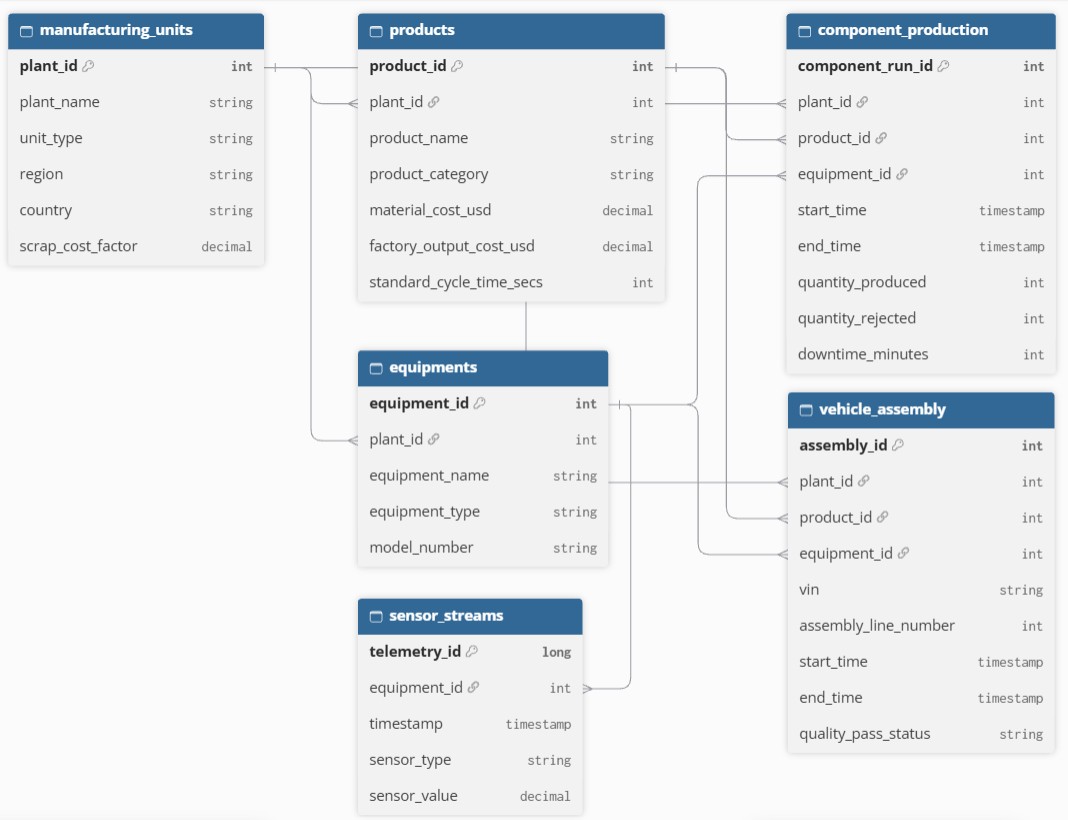 manufacturing_units
plant_id int
plant_name string
unit_type string
region string
country string
scrap_cost_factor decimal
products
product_id int
plant_id int
product_name string
product_category string
material_cost_usd decimal
factory_output_cost_usd decimal
standard_cycle_time_secs int
component_production
component_run_id int
plant_id int
product_id int
equipment_id int
start_time timestamp
end_time timestamp
quantity_produced int
quantity_rejected int
downtime_minutes int
equipments
equipment_id int
plant_id int
equipment_name string
equipment_type string
model_number string
vehicle_assembly
assembly_id int
plant_id int
product_id int
equipment_id int
vin string
assembly_line_number int
start_time timestamp
end_time timestamp
quality_pass_status string
sensor_streams
telemetry_id long
equipment_id int
timestamp timestamp
sensor_type string
sensor_value decimal